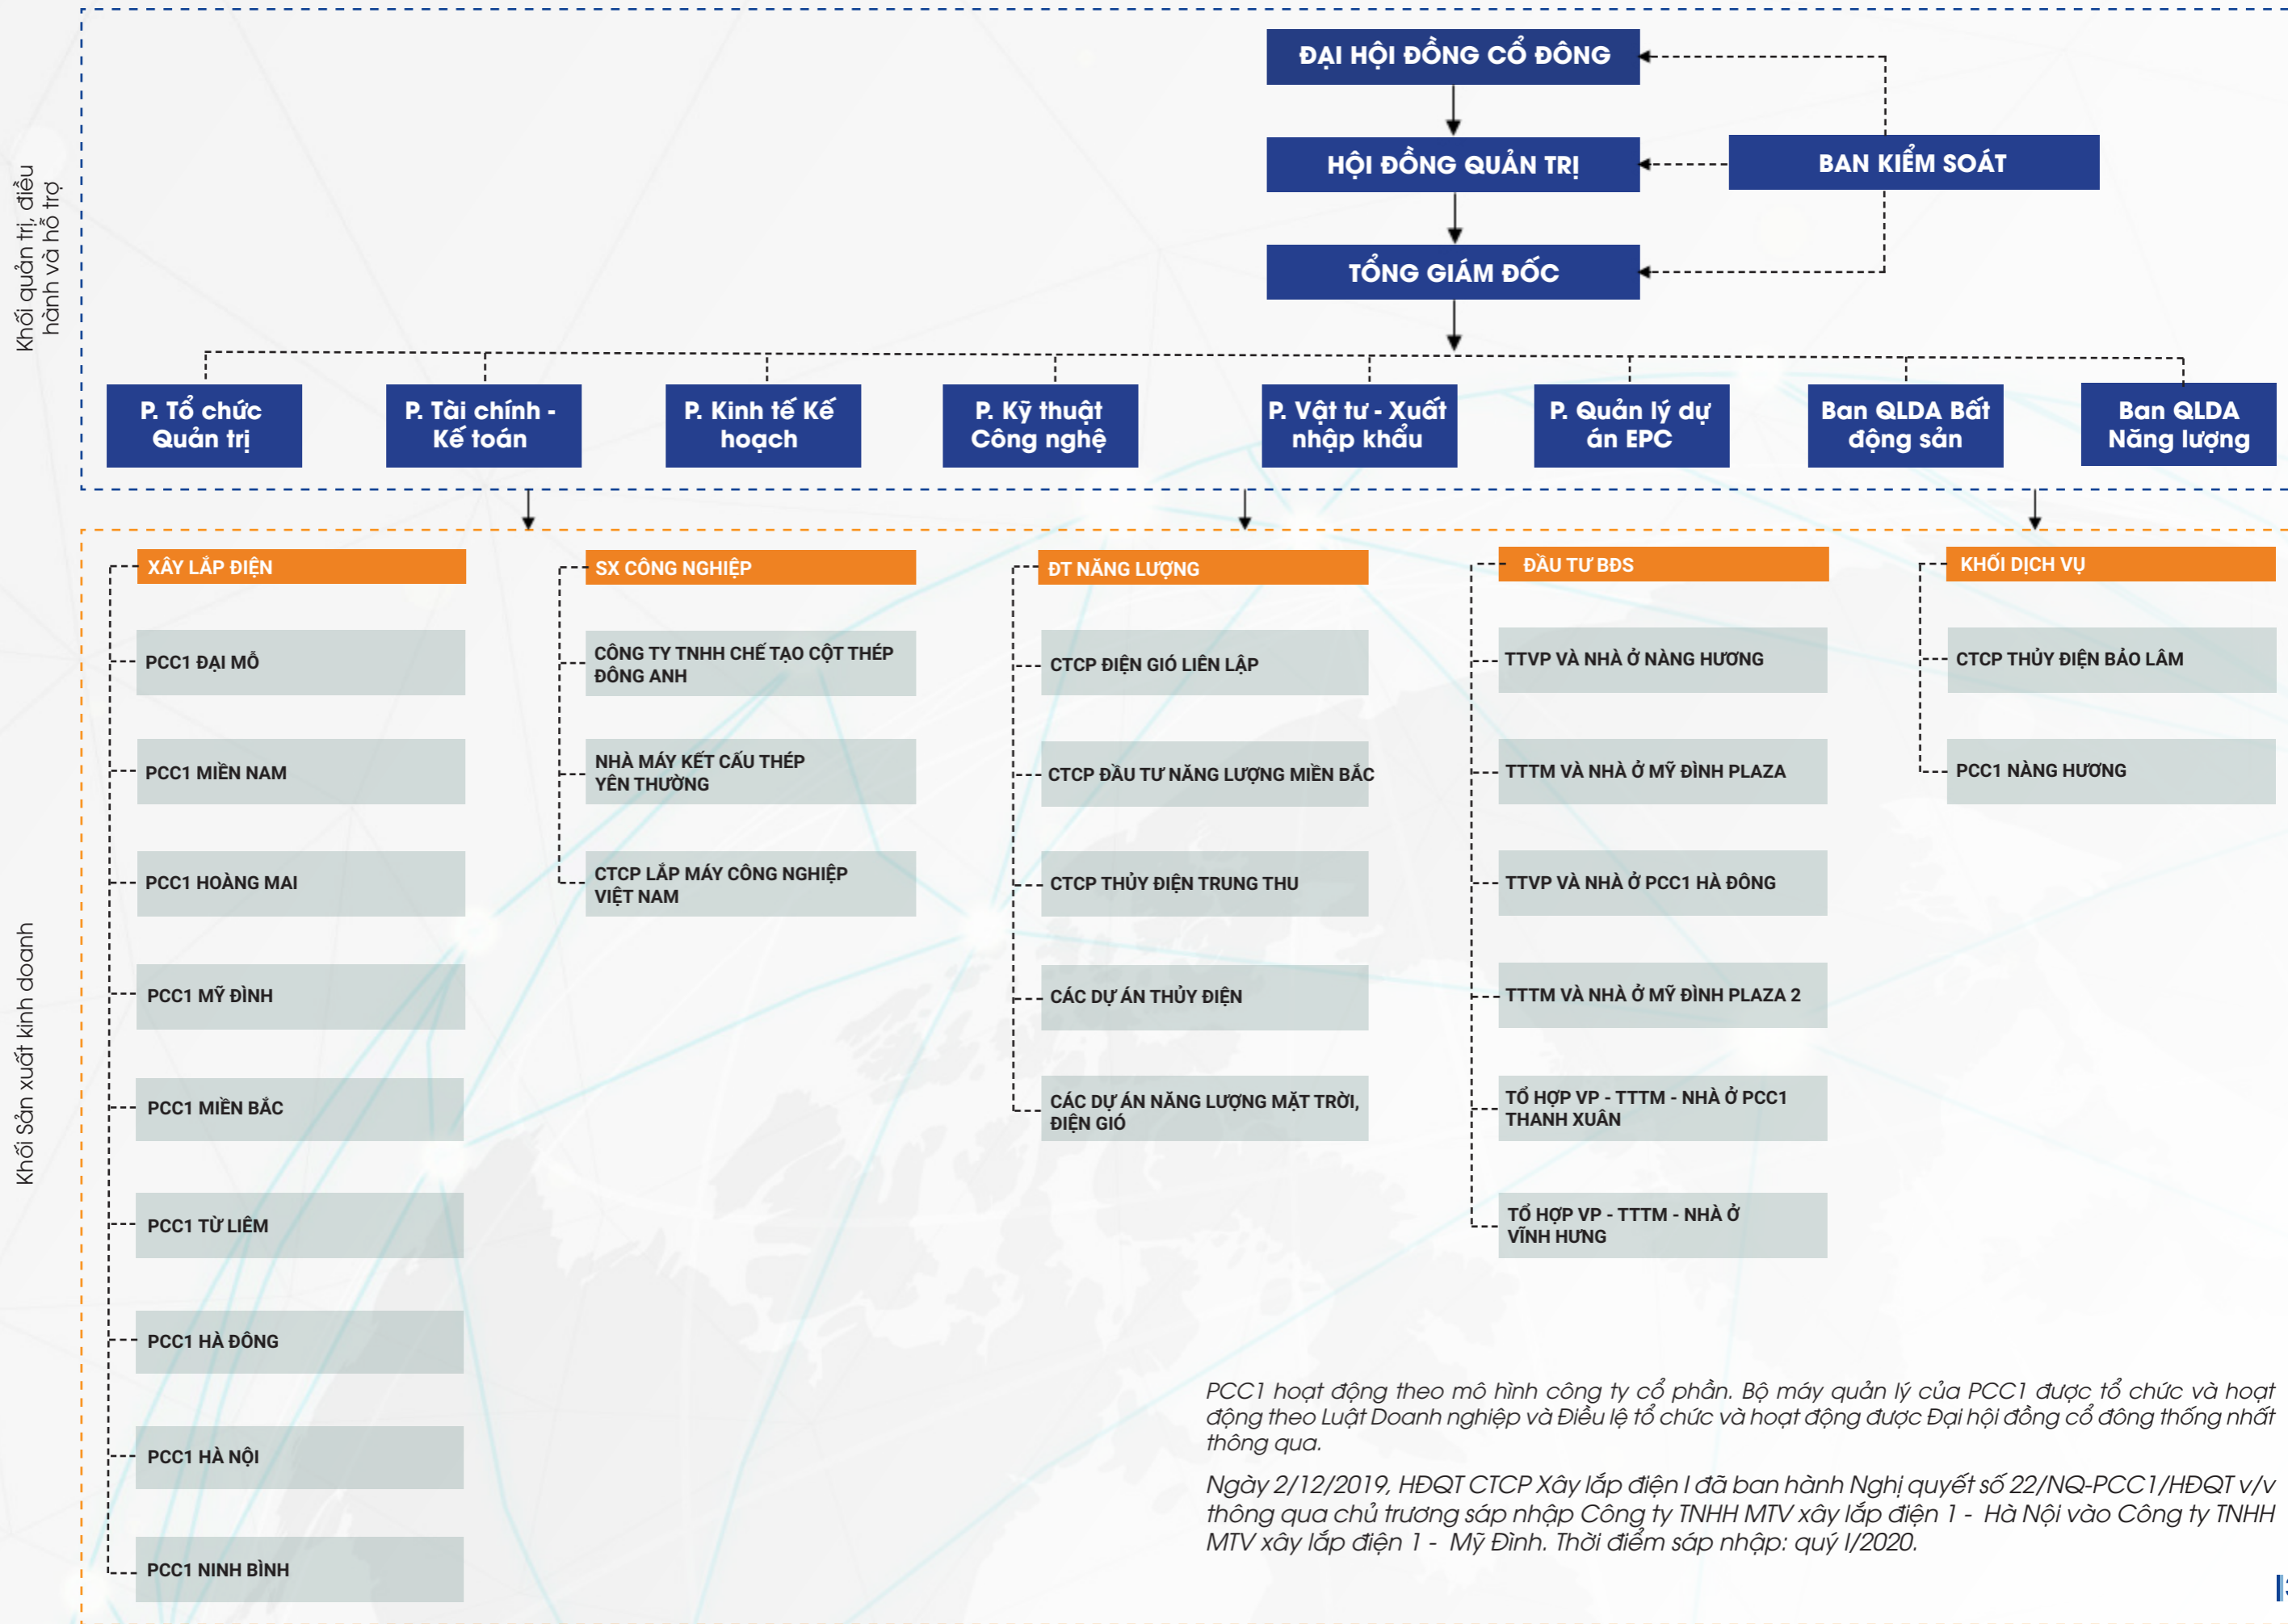 Khối quản trị, điều
hành và hỗ trợ
ĐẠI HỘI ĐỒNG CỔ ĐÔNG
HỘI ĐỒNG QUẢN TRỊ
BAN KIỂM SOÁT
TỔNG GIÁM ĐỐC
P. Tổ chức
Quản trị
P. Tài chính -
Kế toán
P. Kinh tế Kế
hoạch
P. Kỹ thuật
Công nghệ
P. Vật tư - Xuất
nhập khẩu
P. Quản lý dự
án EPC
Ban QLDA Bất
động sản
Ban QLDA
Năng lượng
Khối Sản xuất kinh doanh
XÂY LẮP ĐIỆN
PCC1 ĐẠI MỖ
PCC1 MIỀN NAM
PCC1 HOÀNG MAI
PCC1 MỸ ĐÌNH
PCC1 MIỀN BẮC
PCC1 TỪ LIÊM
PCC1 HÀ ĐÔNG
PCC1 HÀ NỘI
PCC1 NINH BÌNH
SX CÔNG NGHIỆP
CÔNG TY TNHH CHẾ TẠO CỘT THÉP
ĐÔNG ANH
NHÀ MÁY KẾT CẤU THÉP
YÊN THƯỜNG
CTCP LẮP MÁY CÔNG NGHIỆP
VIỆT NAM
ĐT NĂNG LƯỢNG
CTCP ĐIỆN GIÓ LIÊN LẬP
CTCP ĐẦU TƯ NĂNG LƯỢNG MIỀN BẮC
CTCP THỦY ĐIỆN TRUNG THU
CÁC DỰ ÁN THỦY ĐIỆN
CÁC DỰ ÁN NĂNG LƯỢNG MẶT TRỜI,
ĐIỆN GIÓ
ĐẦU TƯ BĐS
TTVP VÀ NHÀ Ở NÀNG HƯƠNG
TTTM VÀ NHÀ Ở MỸ ĐÌNH PLAZA
TTVP VÀ NHÀ Ở PCC1 HÀ ĐÔNG
TTTM VÀ NHÀ Ở MỸ ĐÌNH PLAZA 2
TỔ HỢP VP - TTTM - NHÀ Ở PCC1
THANH XUÂN
TỔ HỢP VP - TTTM - NHÀ Ở
VĨNH HƯNG
KHỐI DỊCH VỤ
CTCP THỦY ĐIỆN BẢO LÂM
PCC1 NÀNG HƯƠNG
PCC1 hoạt động theo mô hình công ty cổ phần. Bộ máy quản lý của PCC1 được tổ chức và hoạt
động theo Luật Doanh nghiệp và Điều lệ tổ chức và hoạt động được Đại hội đồng cổ đông thống nhất
thông qua.
Ngày 2/12/2019, HĐQT CTCP Xây lắp điện I đã ban hành Nghị quyết số 22/NQ-PCC1/HĐQT v/v
thông qua chủ trương sáp nhập Công ty TNHH MTV xây lắp điện 1 - Hà Nội vào Công ty TNHH
MTV xây lắp điện 1 - Mỹ Đình. Thời điểm sáp nhập: quý I/2020.